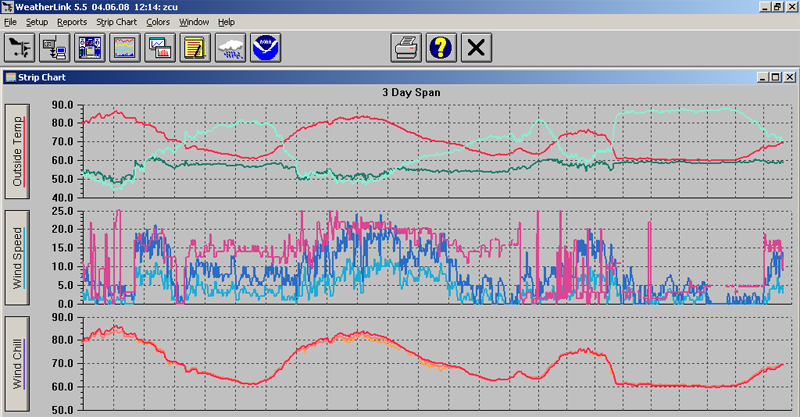 WeatherLink 5.5 04.06.08 12:14: zcu
File Setup Reports Strip Chart Colors Window Help
NOAA
Strip Chart
3 Day Span
Outside Temp
90.0
80.0
70.0
60.0
50.0
40.0
Wind Speed
25.0
20.0
15.0
10.0
5.0
0.0
Wind Chill
90.0
80.0
70.0
60.0
50.0